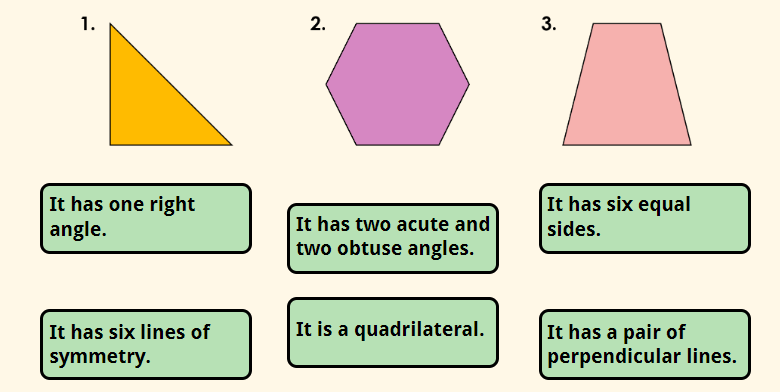 1.
2.
3.
It has one right
angle.
It has two acute and
two obtuse angles.
It has six equal
sides.
It has six lines of
symmetry.
It is a quadrilateral.
It has a pair of
perpendicular lines.